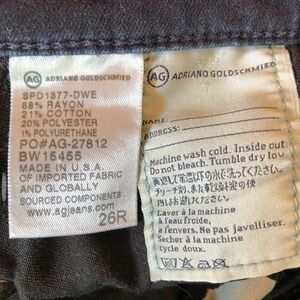 AG ADRIANO GOLDSCHMIED
SPD1377-DWE
58% RAYON
21% COTTON
20% POLYESTER
1% POLYURETHANE
PO#AG-27812
BW15455
MADE IN U.S.A.
OF IMPORTED FABRIC
AND GLOBALLY
SOURCED COMPONENTS
www.agjeans.com
26R
AG ADRIANO GOLDSCHMIED
NAME:
ADDRESS:
Machine wash cold. Inside out.
Do not bleach. Tumble dry low
Laver à la machine
à l'eau froide,
à l'envers. Ne pas javelliser.
Sécher à la machine
cycle doux.